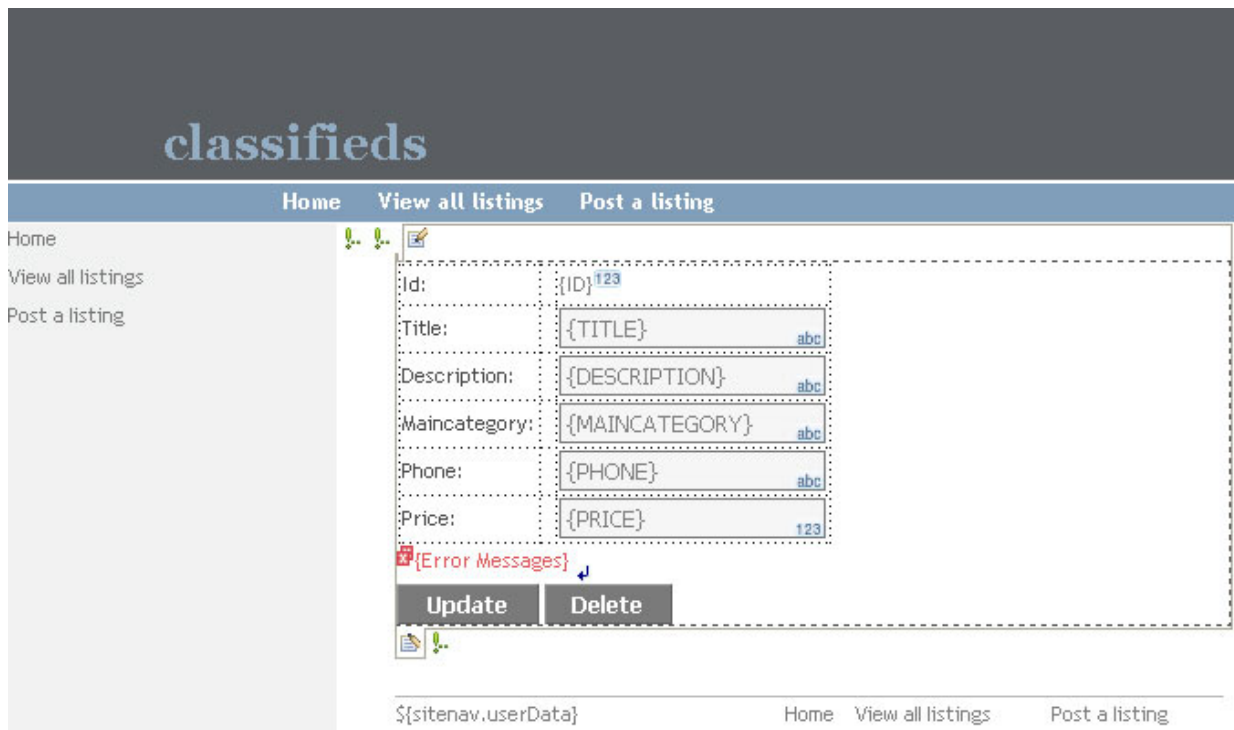 classifieds
Home View all listings Post a listing
Home
View all listings
Post a listing
Id: {ID} 123
Title: {TITLE} abc
Description: {DESCRIPTION} abc
Maincategory: {MAINCATEGORY} abc
Phone: {PHONE} abc
Price: {PRICE} 123
{Error Messages}
Update Delete
${sitenav.userData} Home View all listings Post a listing